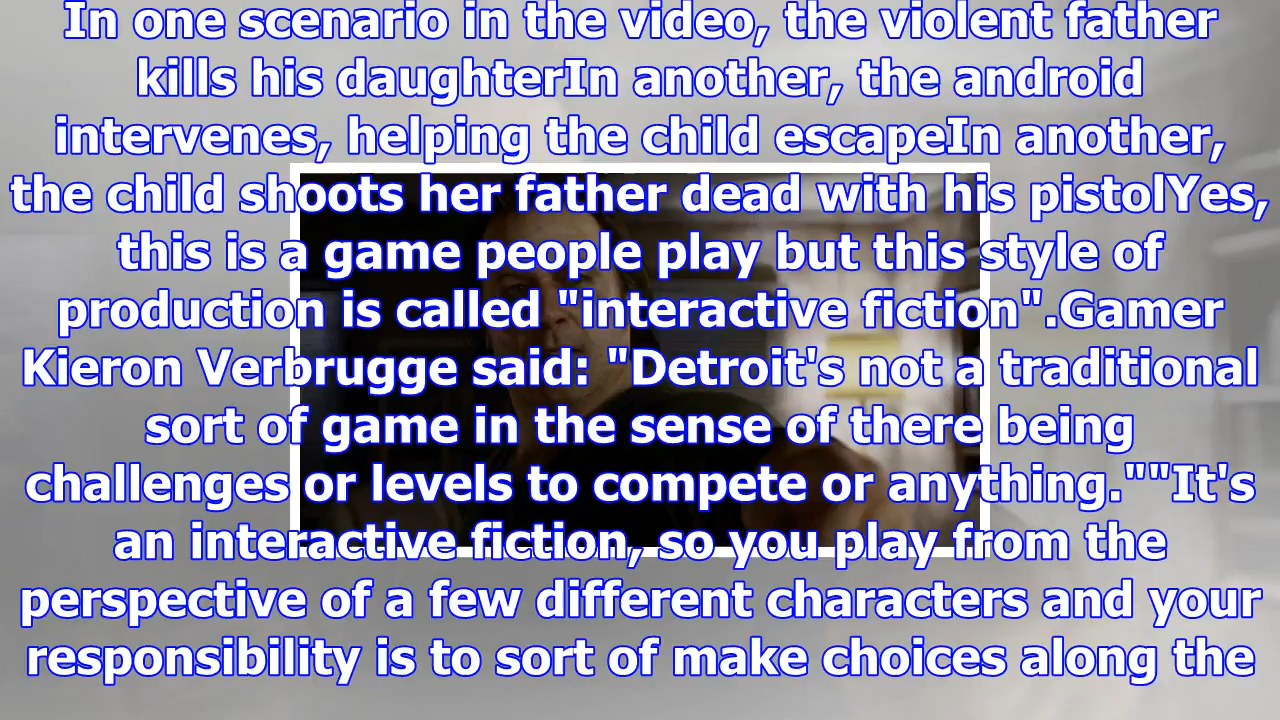 In one scenario in the video, the violent father
kills his daughterIn another, the android
intervenes, helping the child escapeIn another,
the child shoots her father dead with his pistolYes,
this is a game people play but this style of
production is called "interactive fiction".Gamer
Kieron Verbrugge said: "Detroit's not a traditional
sort of game in the sense of there being
challenges or levels to compete or anything.""It's
an interactive fiction, so you play from the
perspective of a few different characters and your
responsibility is to sort of make choices along the